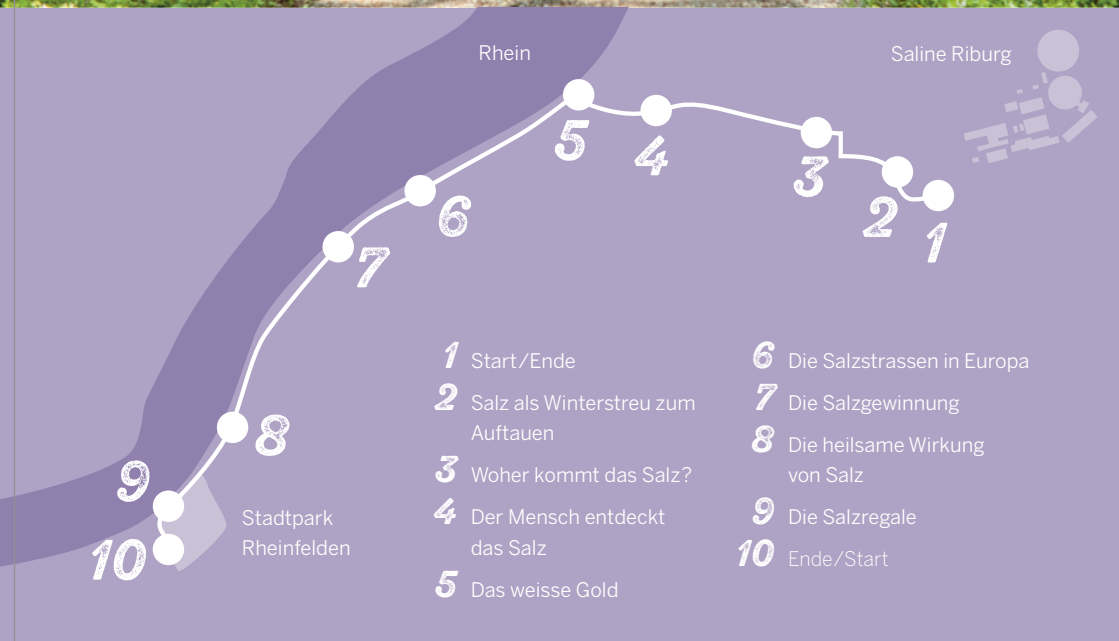 Rhein
Saline Riburg
5
4
3
2
1
6
7
8
9
10
Stadtpark
Rheinfelden
1 Start/Ende
2 Salz als Winterstreu zum
Auftauen
3 Woher kommt das Salz?
4 Der Mensch entdeckt
das Salz
5 Das weisse Gold
6 Die Salzstrassen in Europa
7 Die Salzgewinnung
8 Die heilsame Wirkung
von Salz
9 Die Salzregale
10 Ende/Start